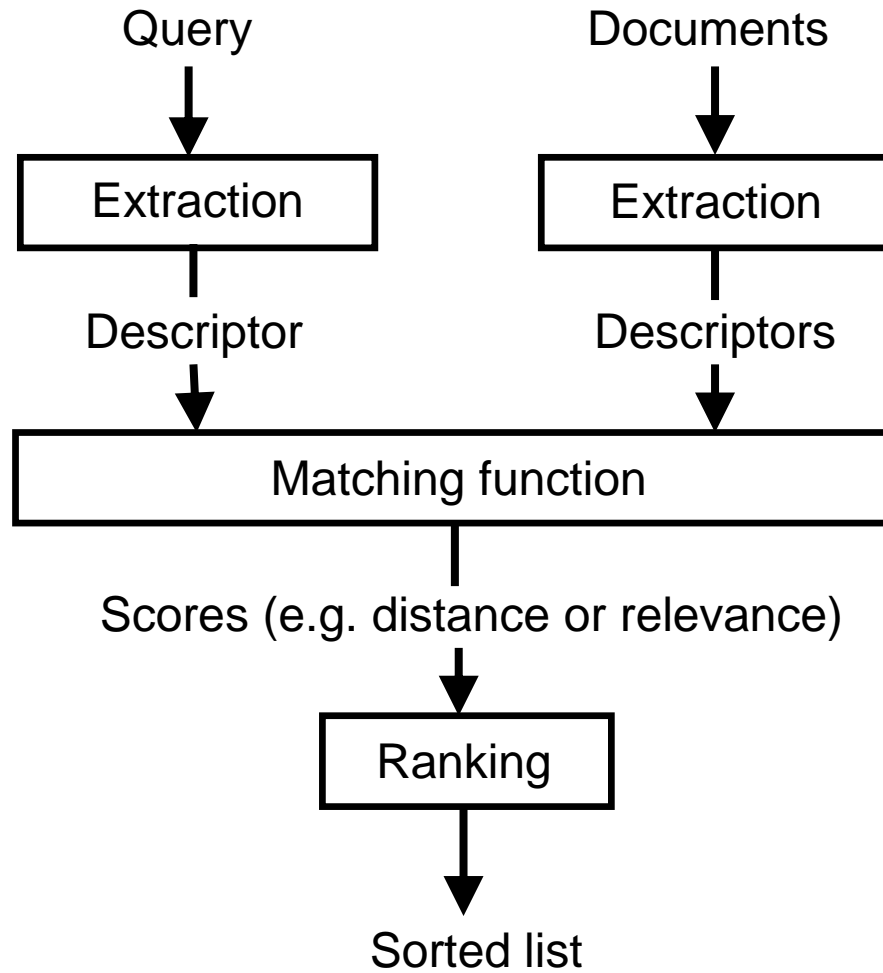 Query
Documents
Extraction
Extraction
Descriptor
Descriptors
Matching function
Scores (e.g. distance or relevance)
Ranking
Sorted list